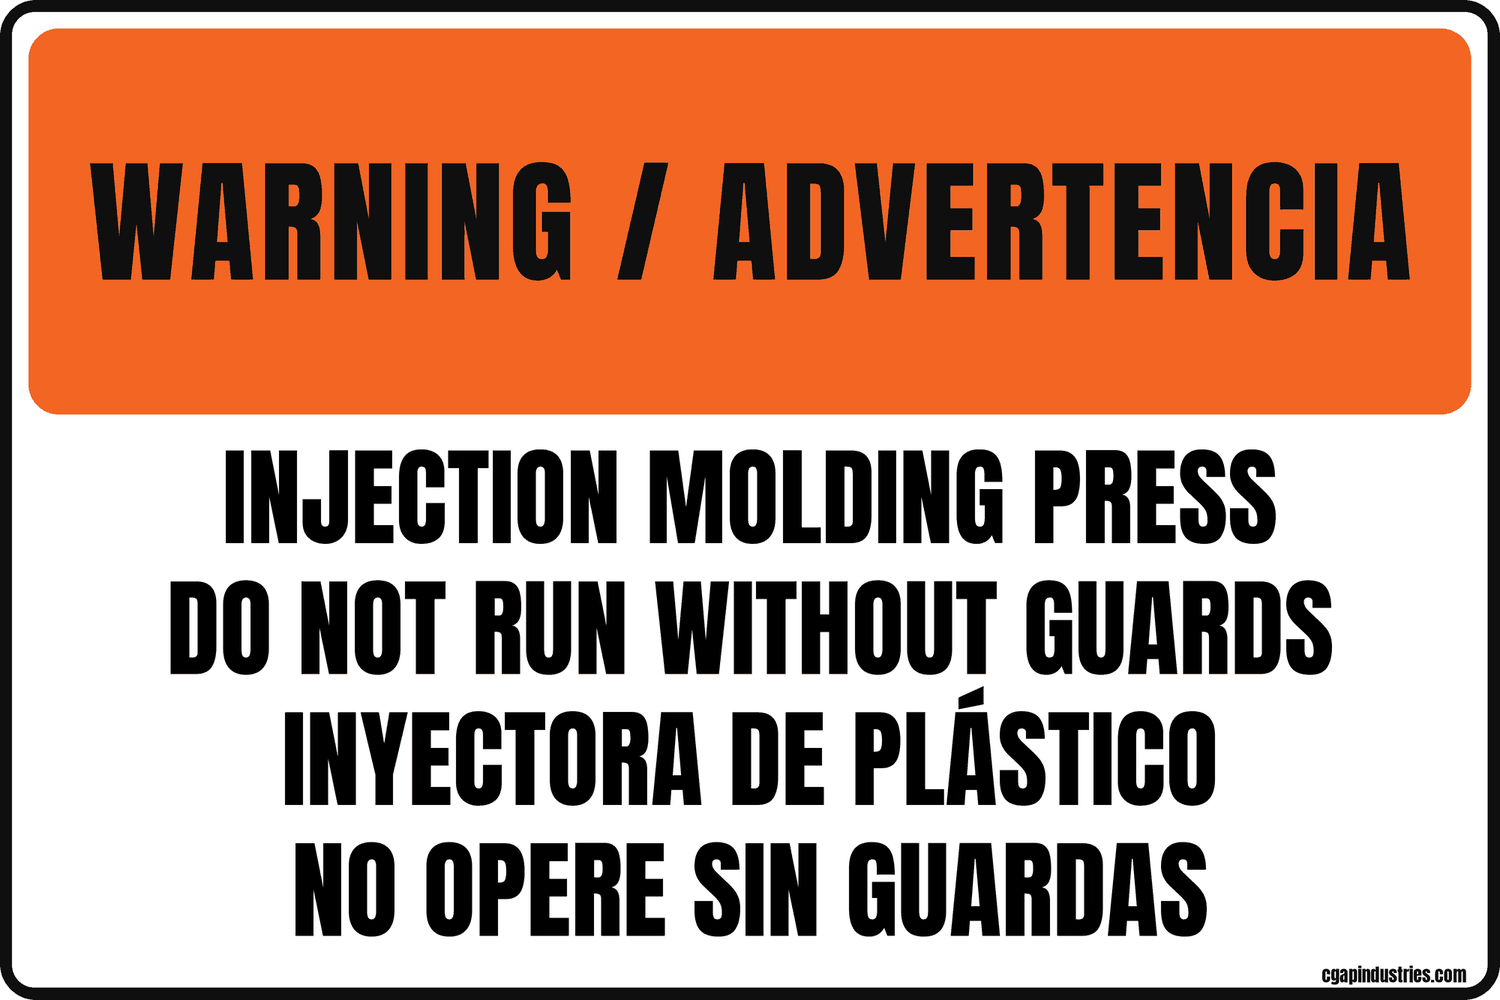 WARNING / ADVERTENCIA
INJECTION MOLDING PRESS
DO NOT RUN WITHOUT GUARDS
INYECTORA DE PLÁSTICO
NO OPERE SIN GUARDAS
cgapindustries.com